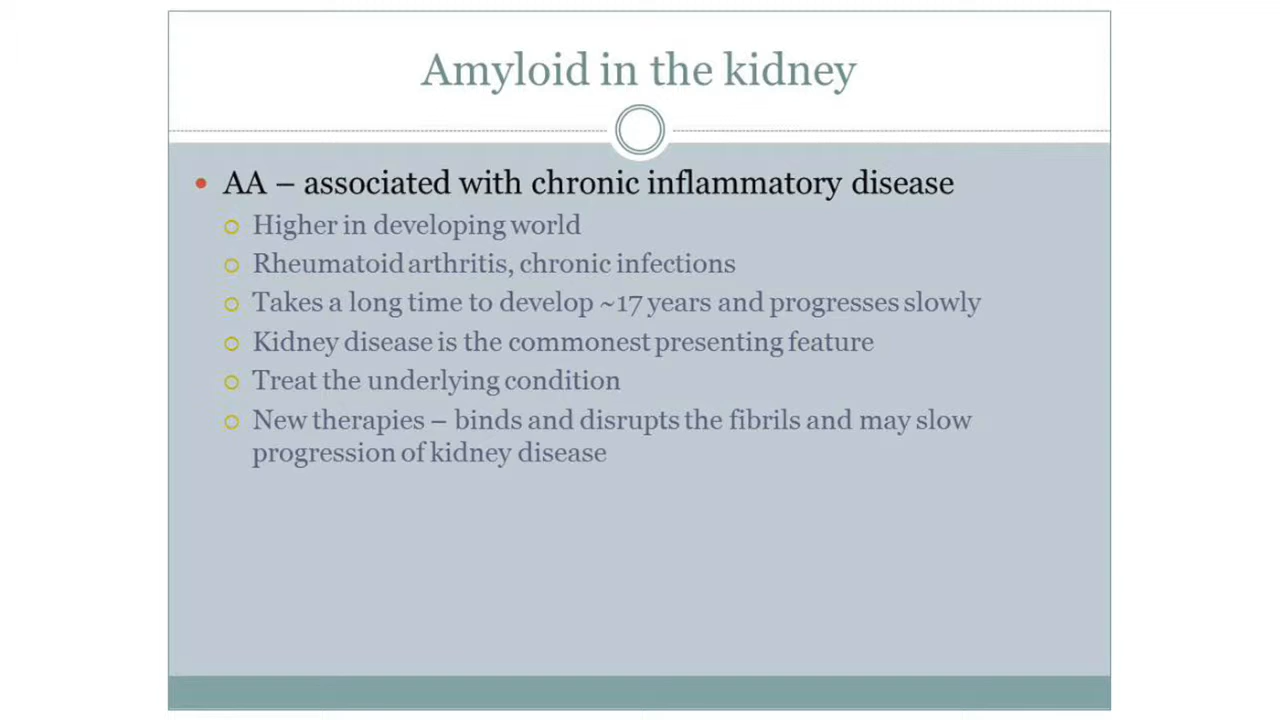 Amyloid in the kidney
• AA – associated with chronic inflammatory disease
Higher in developing world
Rheumatoid arthritis, chronic infections
Takes a long time to develop ~17 years and progresses slowly
Kidney disease is the commonest presenting feature
Treat the underlying condition
New therapies – binds and disrupts the fibrils and may slow
progression of kidney disease